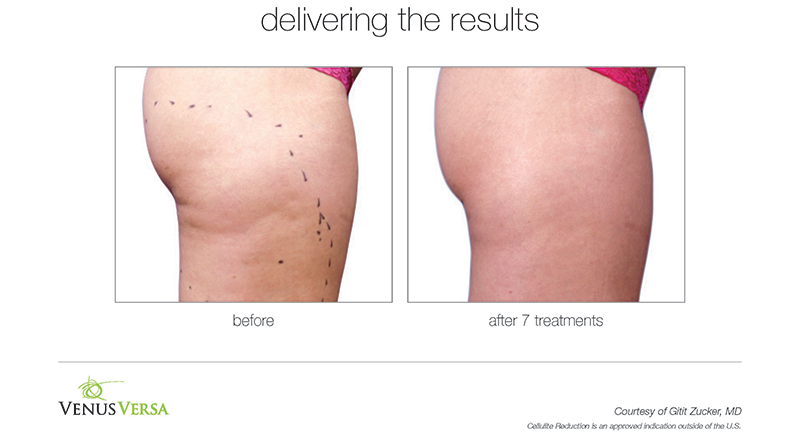 delivering the results
before
after 7 treatments
VENUS VERSA
Courtesy of Gitit Zucker, MD
Cellulite Reduction is an approved indication outside of the U.S.